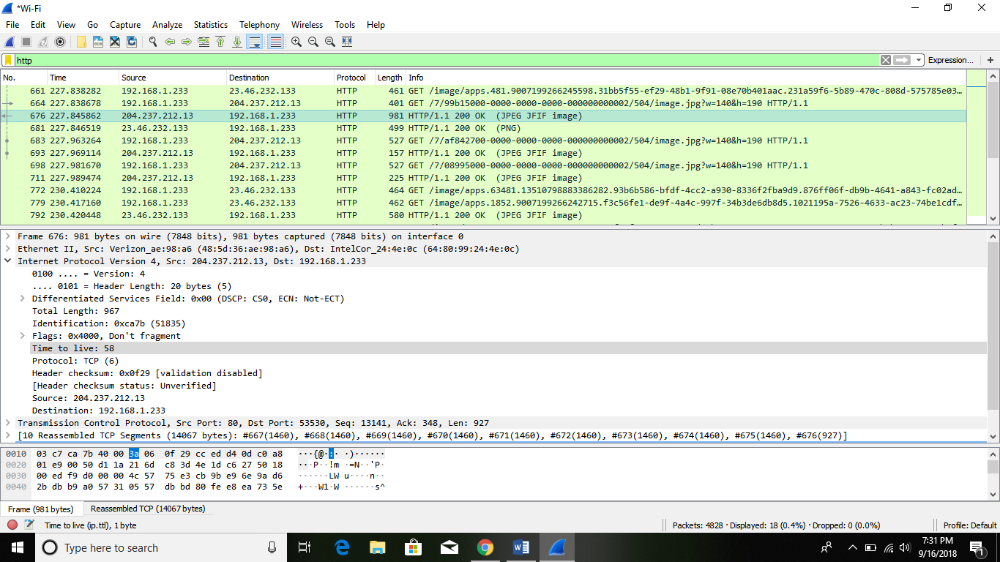 *Wi-Fi
File Edit View Go Capture Analyze Statistics Telephony Wireless Tools Help
http Expression... +
No. Time Source Destination Protocol Length Info
661 227.838282 192.168.1.233 23.46.232.133 HTTP 461 GET /image/apps.481.9007199266245598.31bb5f55-ef29-48b1-9f91-08e70b401aac.231a59f6-5b89-470c-808d-575785e03...
664 227.838678 192.168.1.233 204.237.212.13 HTTP 401 GET /7/99b15000-0000-0000-0000-000000000002/504/image.jpg?w=140&h=190 HTTP/1.1
676 227.845862 204.237.212.13 192.168.1.233 HTTP 981 HTTP/1.1 200 OK (JPEG JFIF image)
681 227.846519 23.46.232.133 192.168.1.233 HTTP 499 HTTP/1.1 200 OK (PNG)
683 227.963264 192.168.1.233 204.237.212.13 HTTP 527 GET /7/af842700-0000-0000-0000-000000000002/504/image.jpg?w=140&h=190 HTTP/1.1
693 227.969114 204.237.212.13 192.168.1.233 HTTP 157 HTTP/1.1 200 OK (JPEG JFIF image)
698 227.981670 192.168.1.233 204.237.212.13 HTTP 527 GET /7/08995000-0000-0000-0000-000000000002/504/image.jpg?w=140&h=190 HTTP/1.1
711 227.989474 204.237.212.13 192.168.1.233 HTTP 225 HTTP/1.1 200 OK (JPEG JFIF image)
772 230.410224 192.168.1.233 23.46.232.133 HTTP 464 GET /image/apps.63481.13510798883386282.93b6b586-bfdf-4cc2-a930-8336f2fba9d9.876ff06f-db9b-4641-a843-fc02ad...
779 230.417160 192.168.1.233 23.46.232.133 HTTP 462 GET /image/apps.1852.9007199266242715.f3c56fe1-de9f-4a4c-997f-34b3de6db8d5.1021195a-7526-4633-ac23-74be1cdf...
792 230.420448 23.46.232.133 192.168.1.233 HTTP 580 HTTP/1.1 200 OK (JPEG JFIF image)
Frame 676: 981 bytes on wire (7848 bits), 981 bytes captured (7848 bits) on interface 0
Ethernet II, Src: Verizon_ae:98:a6 (48:5d:36:ae:98:a6), Dst: IntelCor_24:4e:0c (64:80:99:24:4e:0c)
Internet Protocol Version 4, Src: 204.237.212.13, Dst: 192.168.1.233
0100 .... = Version: 4
.... 0101 = Header Length: 20 bytes (5)
Differentiated Services Field: 0x00 (DSCP: CS0, ECN: Not-ECT)
Total Length: 967
Identification: 0xca7b (51835)
Flags: 0x4000, Don't fragment
Time to live: 58
Protocol: TCP (6)
Header checksum: 0x0f29 [validation disabled]
[Header checksum status: Unverified]
Source: 204.237.212.13
Destination: 192.168.1.233
Transmission Control Protocol, Src Port: 80, Dst Port: 53530, Seq: 13141, Ack: 348, Len: 927
[10 Reassembled TCP Segments (14067 bytes): #667(1460), #668(1460), #669(1460), #670(1460), #671(1460), #672(1460), #673(1460), #674(1460), #675(1460), #676(927)]
0010 03 c7 ca 7b 40 00 3a 06 0f 29 cc ed d4 0d c0 a8 ···{@·:· ·)······
0020 01 e9 00 50 d1 1a 21 6d c8 3d 4e 1d c6 27 50 18 ···P··!m ·=N··'P·
0030 00 ed f9 d0 00 00 4c 57 75 e3 cb 9b e9 6e 9a d6 ······LW u····n··
0040 2b db b9 a0 57 31 05 57 db bd 80 fe e8 ea 73 5e +···W1·W ······s^
Frame (981 bytes) Reassembled TCP (14067 bytes)
Time to live (ip.ttl), 1 byte Packets: 4828 · Displayed: 18 (0.4%) · Dropped: 0 (0.0%) Profile: Default
Type here to search
7:31 PM
9/16/2018
1